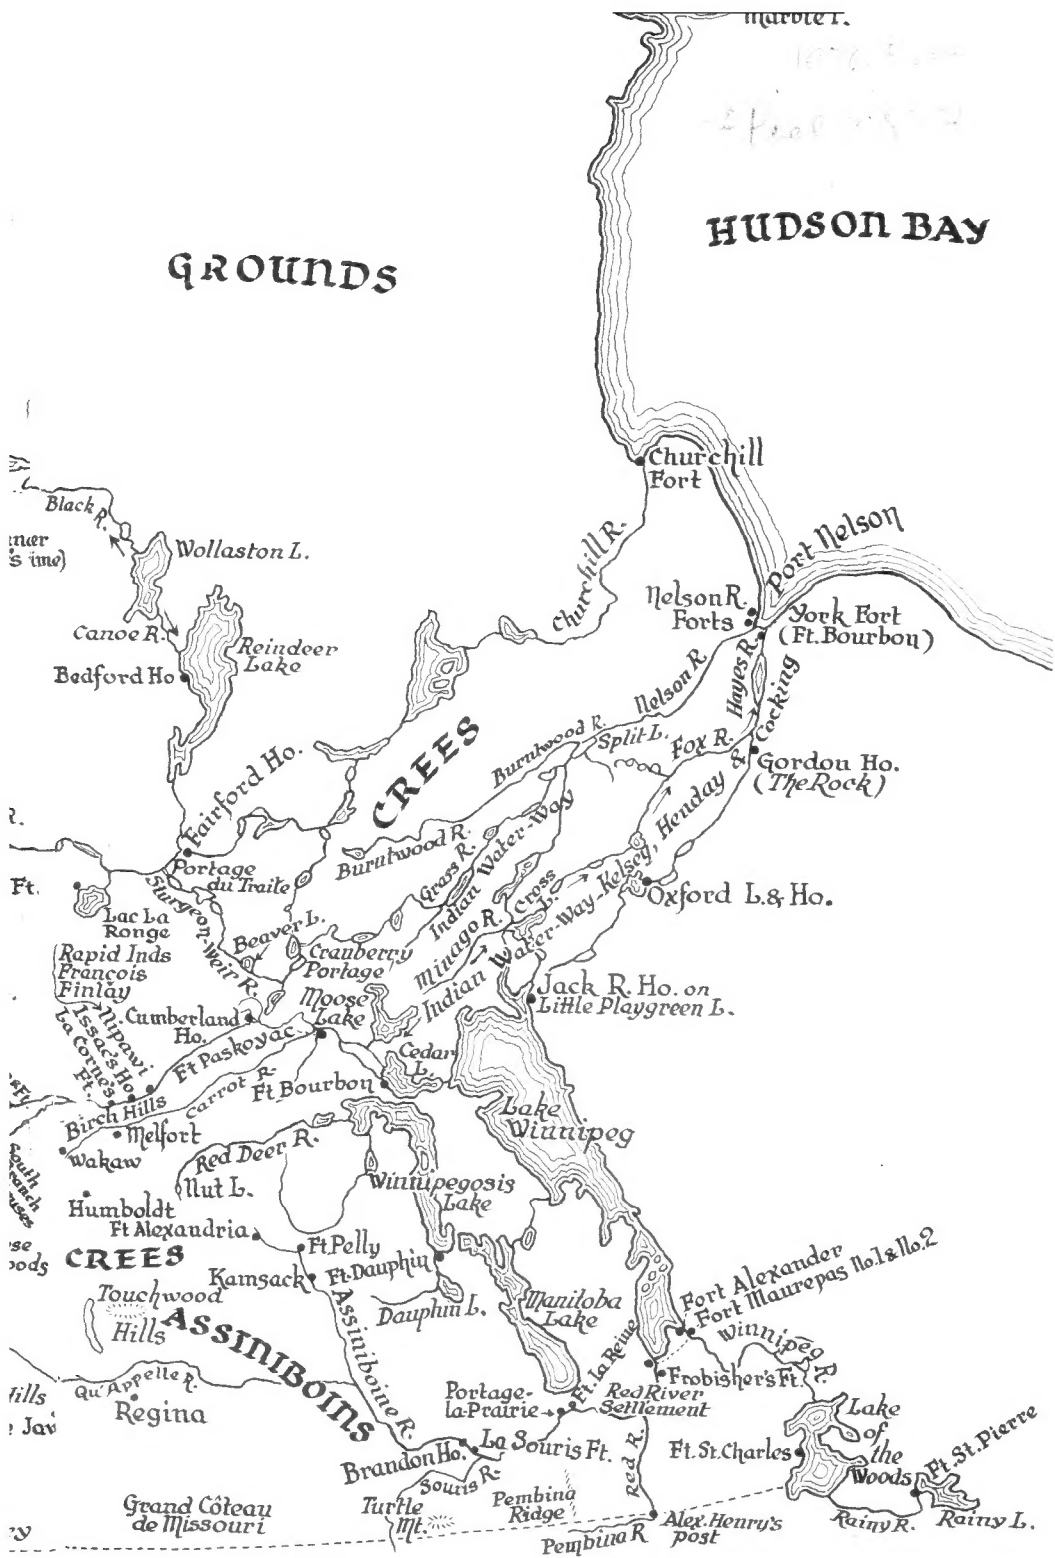 Marble I.
HUDSON BAY
GROUNDS
Churchill
Fort
Black R.
Wollaston L.
Churchill R.
Port Nelson
Nelson R.
Forts
York Fort
(Ft. Bourbon)
Canoe R.
Reindeer
Lake
Bedford Ho
Nelson R.
Hayes R.
Burntwood R.
Split L.
Fox R.
Gordon Ho.
(The Rock)
CREES
Fairford Ho.
Burntwood R.
Grass R.
Indian Water-Way
Indian Water-Way-Kelsey, Henday & Cocking
Portage
du Traite
Ft.
Sturgeon-Weir R.
Lac La
Ronge
Beaver L.
Cranberry
Portage
Minago R.
Cross
L.
Oxford L. & Ho.
Rapid Inds
François
Finlay
Moose
Lake
Jack R. Ho. on
Little Playgreen L.
Nipawi
Issac's Ho.
La Corne's
Ft.
Cumberland
Ho.
Ft Paskoyac
Carrot R.
Ft Bourbon
Cedar
L.
Birch Hills
Melfort
Wakaw
Lake
Winnipeg
Red Deer R.
Nut L.
Winnipegosis
Lake
South
Branch
Humboldt
Ft Alexandria
CREES
Ft. Pelly
Kamsack
Ft. Dauphin
Dauphin L.
Touchwood
Hills
ASSINIBOINS
Assiniboine R.
Manitoba
Lake
Fort Alexander
Fort Maurepas No.1 & No.2
Winnipeg R.
Frobisher's Ft.
Ft. La Reine
Red River
Settlement
Portage-
la-Prairie
Qu'Appelle R.
Regina
Brandon Ho.
La Souris Ft.
Souris R.
Red R.
Ft. St. Charles
Lake
of
the
Woods
Ft. St. Pierre
Rainy R.
Rainy L.
Grand Côteau
de Missouri
Turtle
Mt.
Pembina
Ridge
Pembina R
Alex. Henry's
post